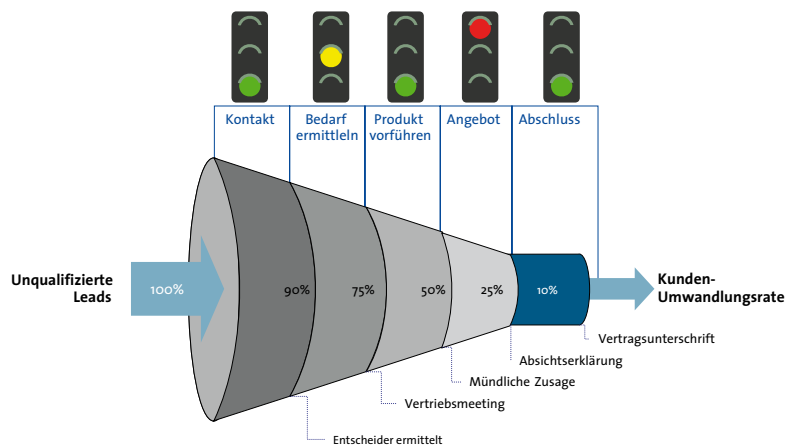 Kontakt
Bedarf
ermittleln
Produkt
vorführen
Angebot
Abschluss
Unqualifizierte
Leads
100%
90%
75%
50%
25%
10%
Kunden-
Umwandlungsrate
Vertragsunterschrift
Absichtserklärung
Mündliche Zusage
Vertriebsmeeting
Entscheider ermittelt